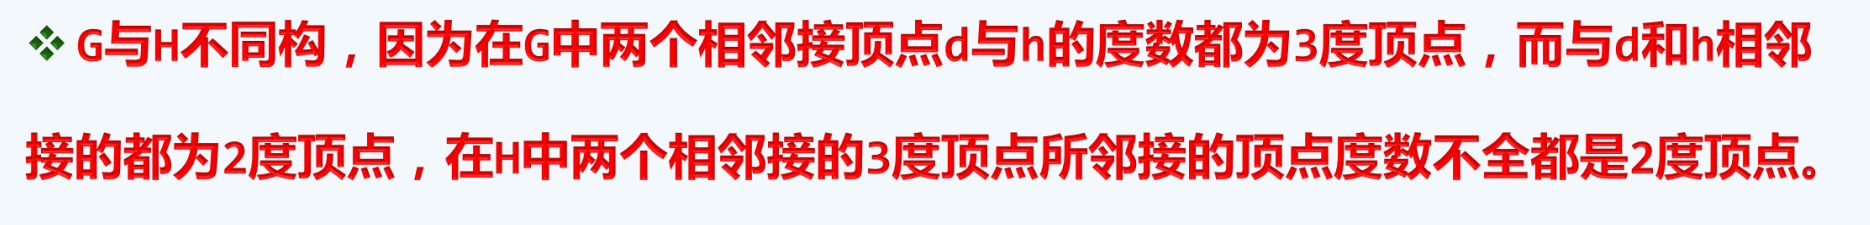 ❖G与H不同构，因为在G中两个相邻接顶点d与h的度数都为3度顶点，而与d和h相邻
接的都为2度顶点，在H中两个相邻接的3度顶点所邻接的顶点度数不全都是2度顶点。